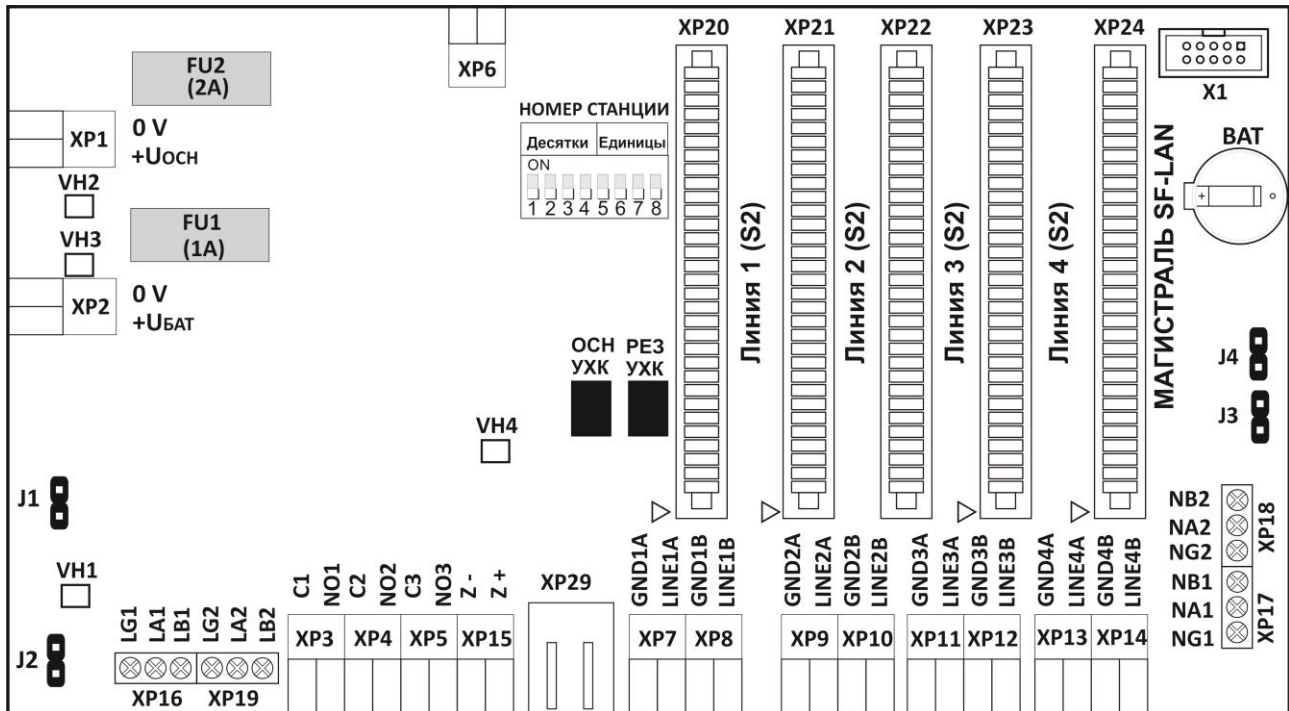 XP20 XP21 XP22 XP23 XP24
XP6
FU2
(2A)
X1
НОМЕР СТАНЦИИ
Десятки Единицы
ON
1 2 3 4 5 6 7 8
XP1
0 V
+UОСН
BAT
VH2
FU1
(1A)
VH3
XP2
0 V
+UБАТ
Линия 1 (S2)
Линия 2 (S2)
Линия 3 (S2)
Линия 4 (S2)
МАГИСТРАЛЬ SF-LAN
ОСН
УХК
РЕЗ
УХК
J4
J3
VH4
J1
NB2
NA2
NG2
XP18
NB1
NA1
NG1
XP17
VH1
J2
LG1
LA1
LB1
LG2
LA2
LB2
XP16 XP19
C1
NO1
C2
NO2
C3
NO3
Z -
Z +
XP3 XP4 XP5 XP15
XP29
GND1A
LINE1A
GND1B
LINE1B
GND2A
LINE2A
GND2B
LINE2B
GND3A
LINE3A
GND3B
LINE3B
GND4A
LINE4A
GND4B
LINE4B
XP7 XP8 XP9 XP10 XP11 XP12 XP13 XP14